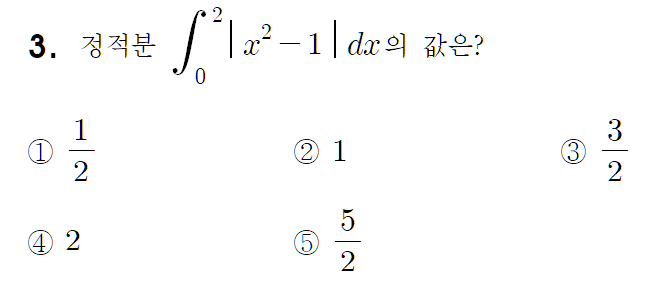 3. 정적분 ∫₀² | x² − 1 | dx의 값은?
① 1/2 ② 1 ③ 3/2
④ 2 ⑤ 5/2